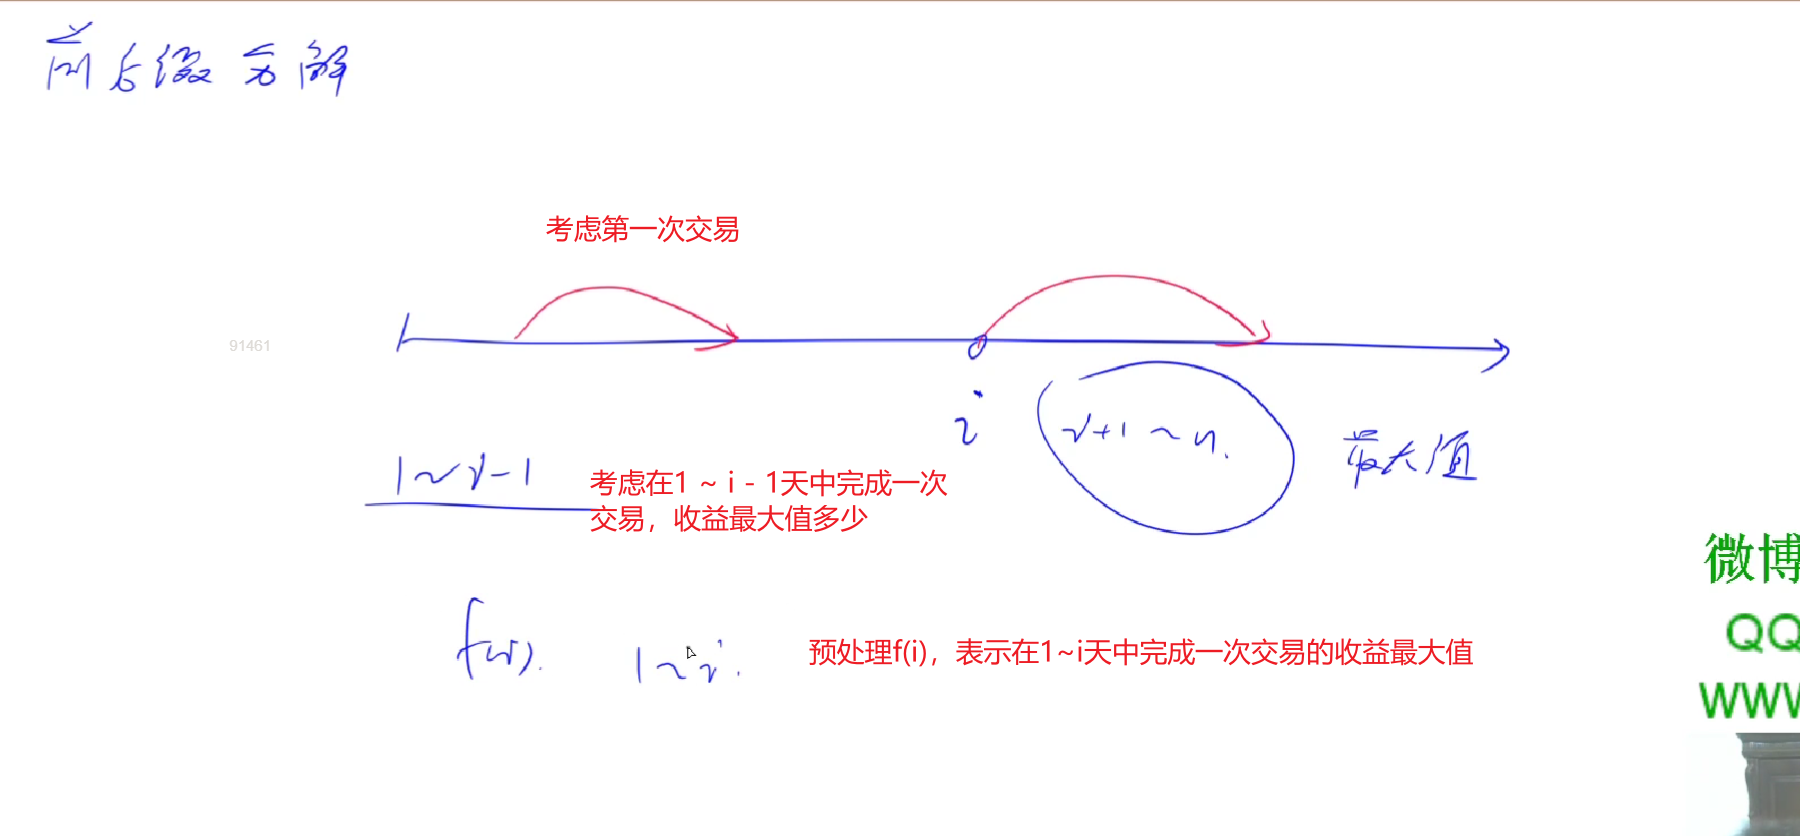 前后缀分解
考虑第一次交易
91461
i
i+1 ~ n.
最大值
1 ~ i-1
考虑在1 ~ i - 1天中完成一次
交易，收益最大值多少
f(i).
1 ~ i.
预处理f(i)，表示在1~i天中完成一次交易的收益最大值
微博
QQ
WWW